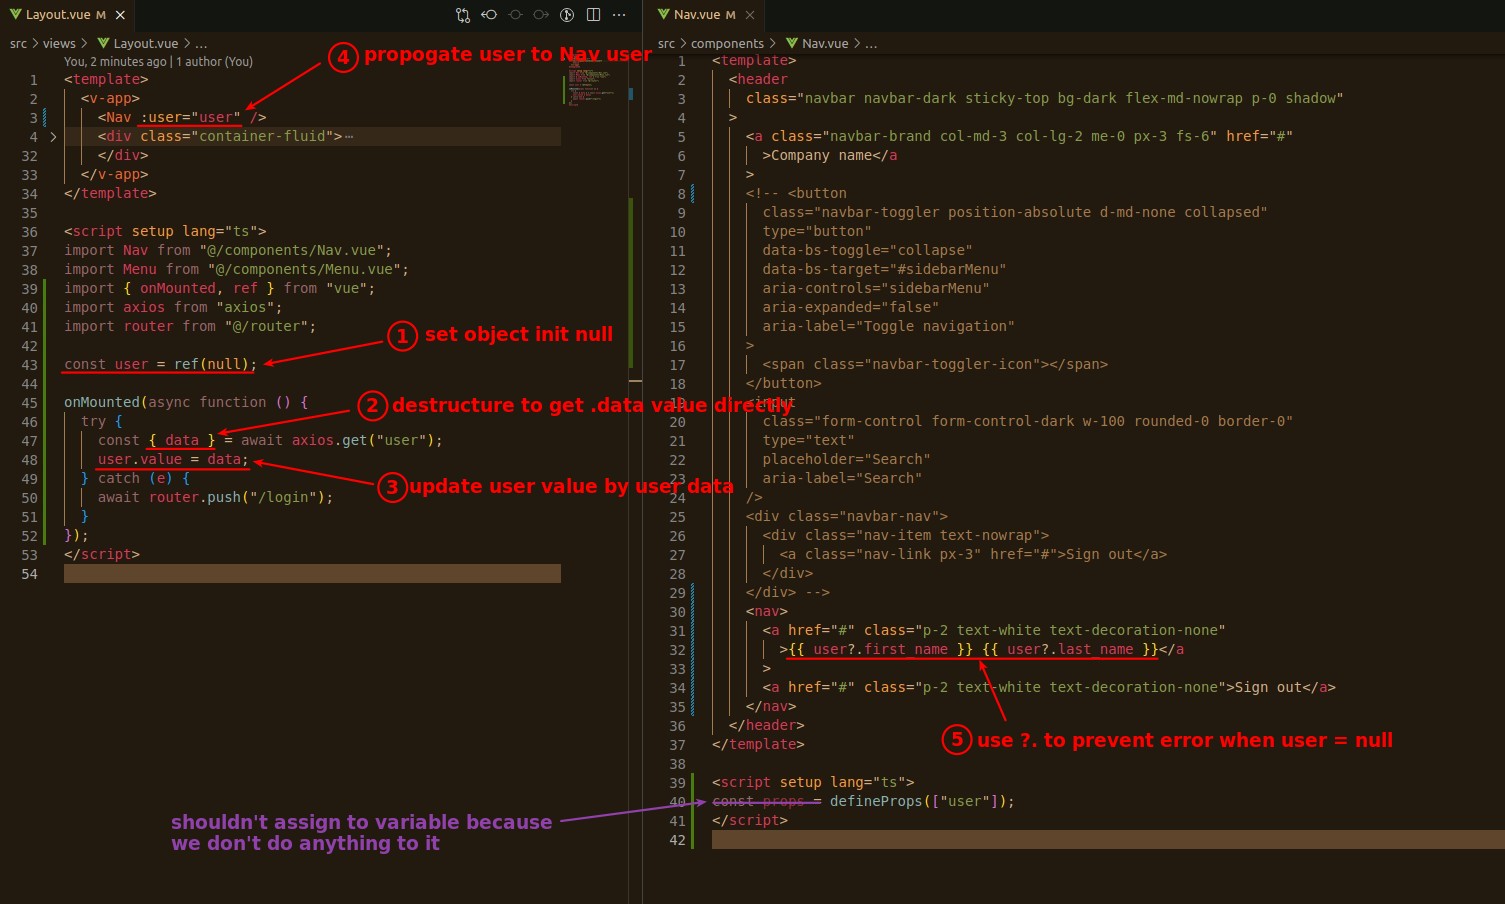 Layout.vue M
src > views > Layout.vue > ...
You, 2 minutes ago | 1 author (You)
④ propogate user to Nav user
1 <template>
2 <v-app>
3 <Nav :user="user" />
4 <div class="container-fluid">···
32 </div>
33 </v-app>
34 </template>
35
36 <script setup lang="ts">
37 import Nav from "@/components/Nav.vue";
38 import Menu from "@/components/Menu.vue";
39 import { onMounted, ref } from "vue";
40 import axios from "axios";
41 import router from "@/router";
① set object init null
42
43 const user = ref(null);
44
45 onMounted(async function () {
② destructure to get .data value directly
46 try {
47 const { data } = await axios.get("user");
48 user.value = data;
③ update user value by user data
49 } catch (e) {
50 await router.push("/login");
51 }
52 });
53 </script>
54
shouldn't assign to variable because
we don't do anything to it
Nav.vue M
src > components > Nav.vue > ...
1 <template>
2 <header
3 class="navbar navbar-dark sticky-top bg-dark flex-md-nowrap p-0 shadow"
4 >
5 <a class="navbar-brand col-md-3 col-lg-2 me-0 px-3 fs-6" href="#"
6 >Company name</a
7 >
8 <!-- <button
9 class="navbar-toggler position-absolute d-md-none collapsed"
10 type="button"
11 data-bs-toggle="collapse"
12 data-bs-target="#sidebarMenu"
13 aria-controls="sidebarMenu"
14 aria-expanded="false"
15 aria-label="Toggle navigation"
16 >
17 <span class="navbar-toggler-icon"></span>
18 </button>
19 <input
20 class="form-control form-control-dark w-100 rounded-0 border-0"
21 type="text"
22 placeholder="Search"
23 aria-label="Search"
24 />
25 <div class="navbar-nav">
26 <div class="nav-item text-nowrap">
27 <a class="nav-link px-3" href="#">Sign out</a>
28 </div>
29 </div> -->
30 <nav>
31 <a href="#" class="p-2 text-white text-decoration-none"
32 >{{ user?.first_name }} {{ user?.last_name }}</a
33 >
34 <a href="#" class="p-2 text-white text-decoration-none">Sign out</a>
35 </nav>
36 </header>
37 </template>
⑤ use ?. to prevent error when user = null
38
39 <script setup lang="ts">
40 const props = defineProps(["user"]);
41 </script>
42